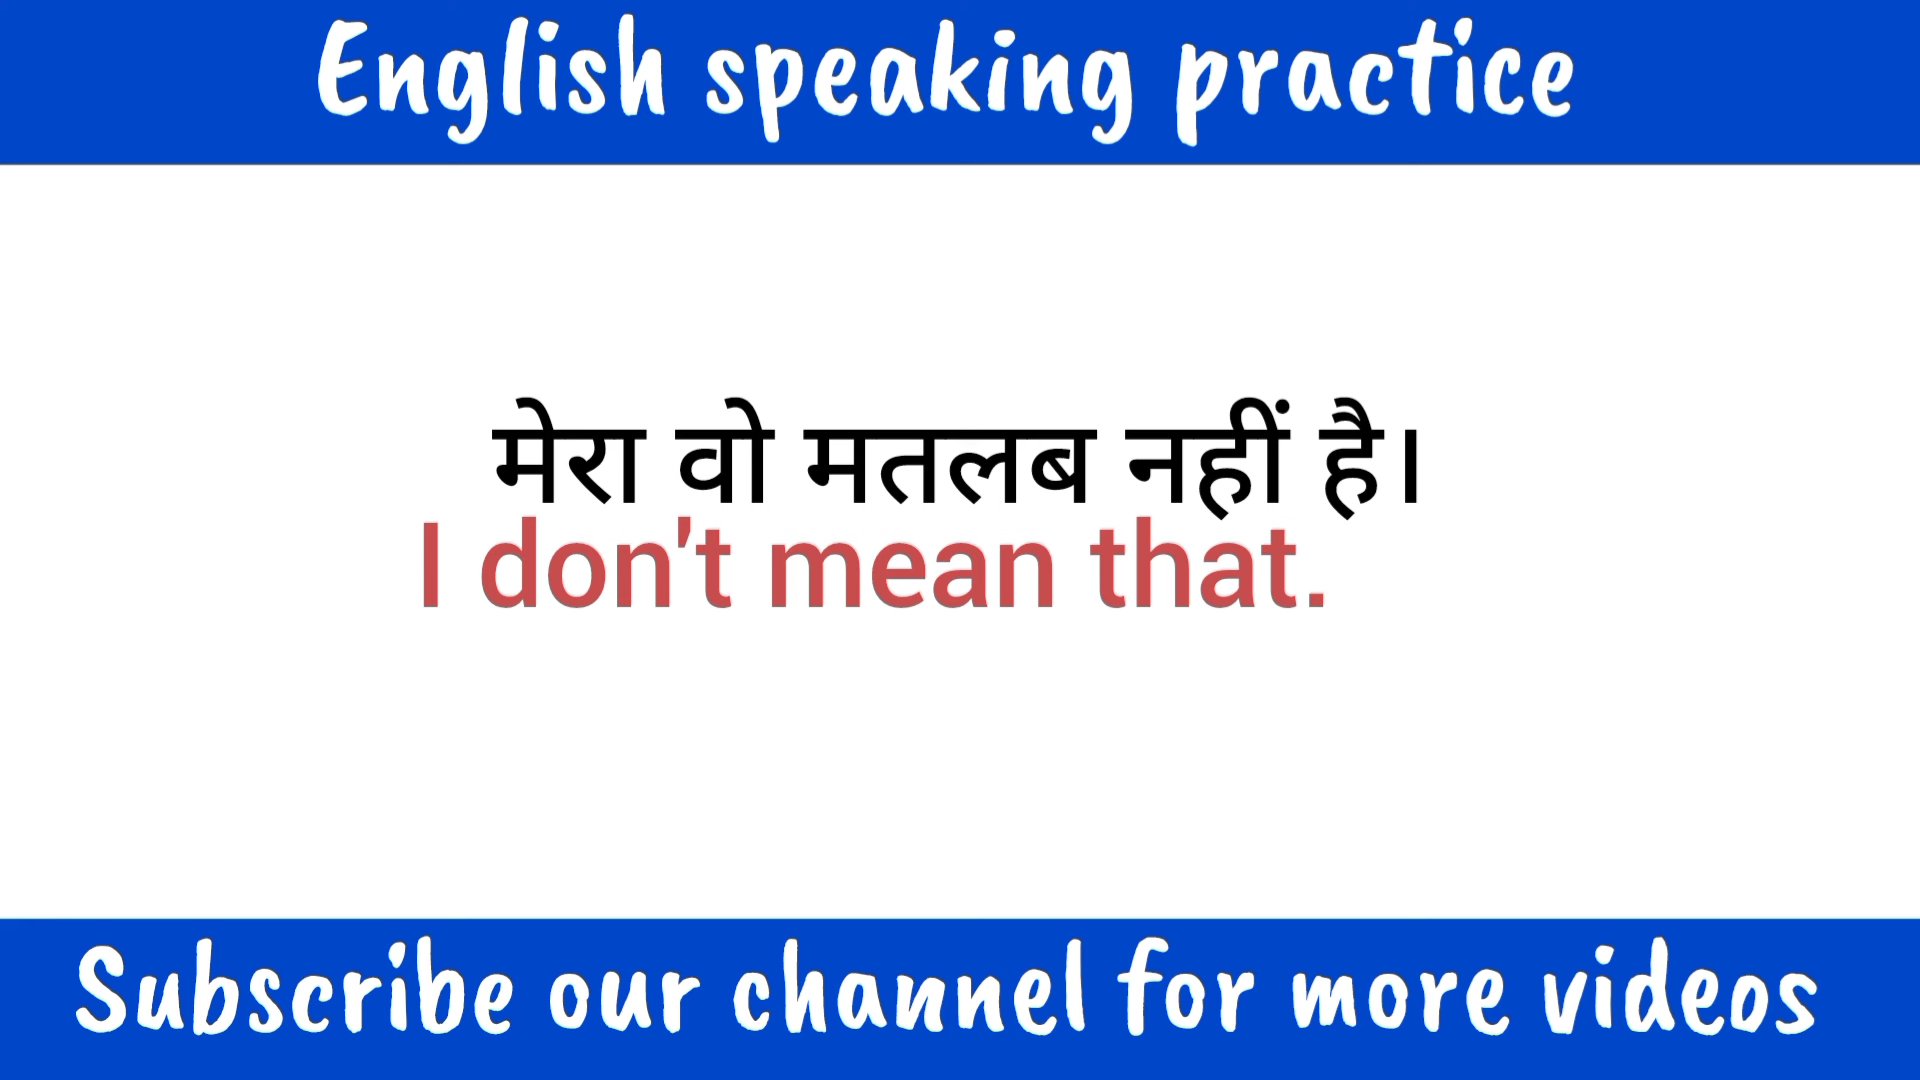 English speaking practice
मेरा वो मतलब नहीं है।
I don't mean that.
Subscribe our channel for more videos